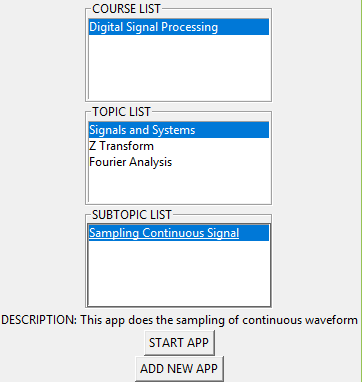 COURSE LIST
Digital Signal Processing
TOPIC LIST
Signals and Systems
Z Transform
Fourier Analysis
SUBTOPIC LIST
Sampling Continuous Signal
DESCRIPTION: This app does the sampling of continuous waveform
START APP
ADD NEW APP